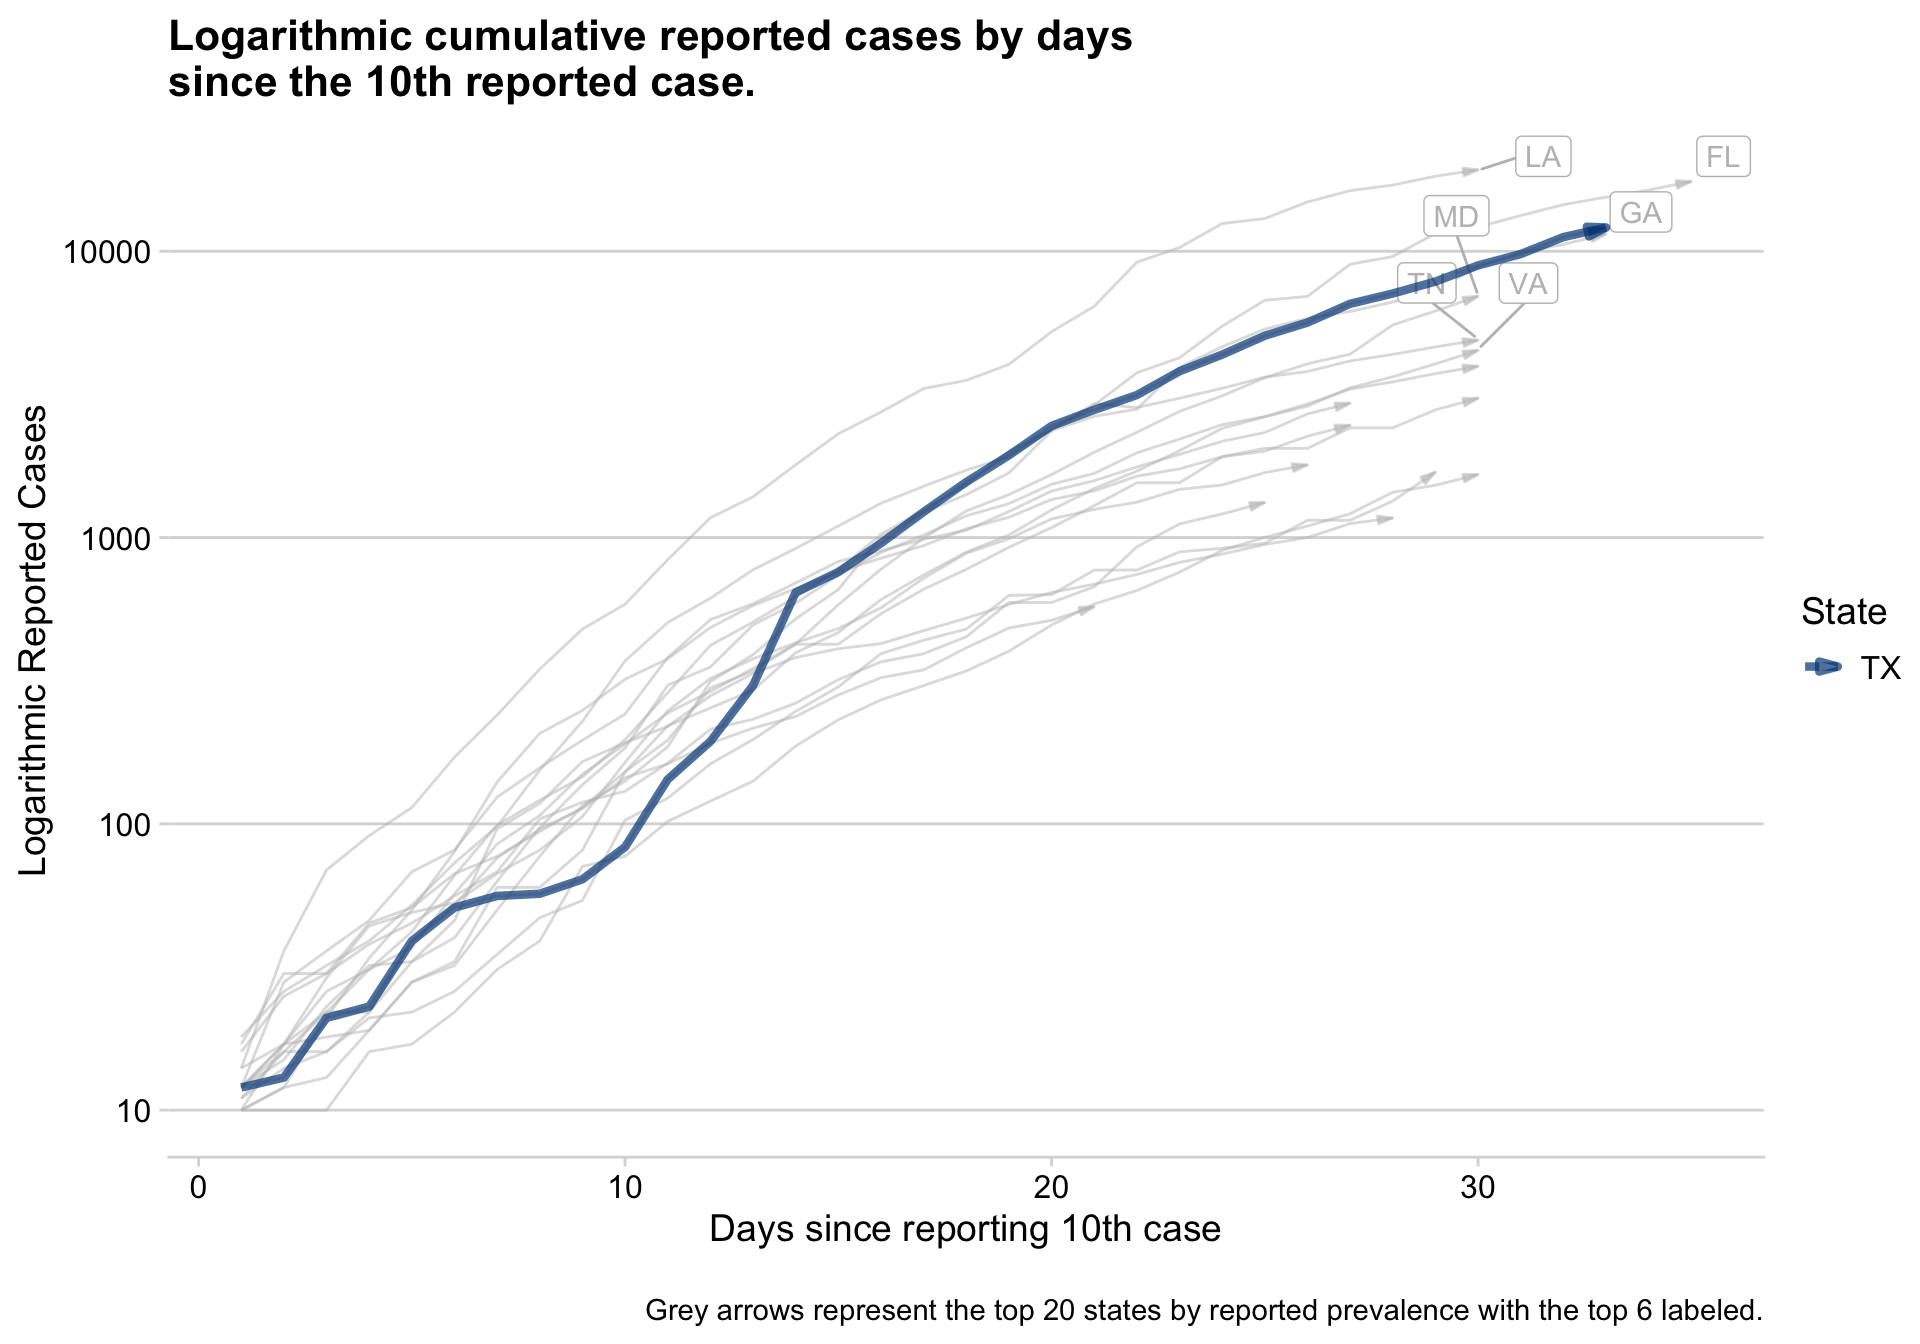 Logarithmic cumulative reported cases by days
since the 10th reported case.
LA
FL
MD
GA
TN
VA
10000
1000
100
10
Logarithmic Reported Cases
State
TX
0 10 20 30
Days since reporting 10th case
Grey arrows represent the top 20 states by reported prevalence with the top 6 labeled.